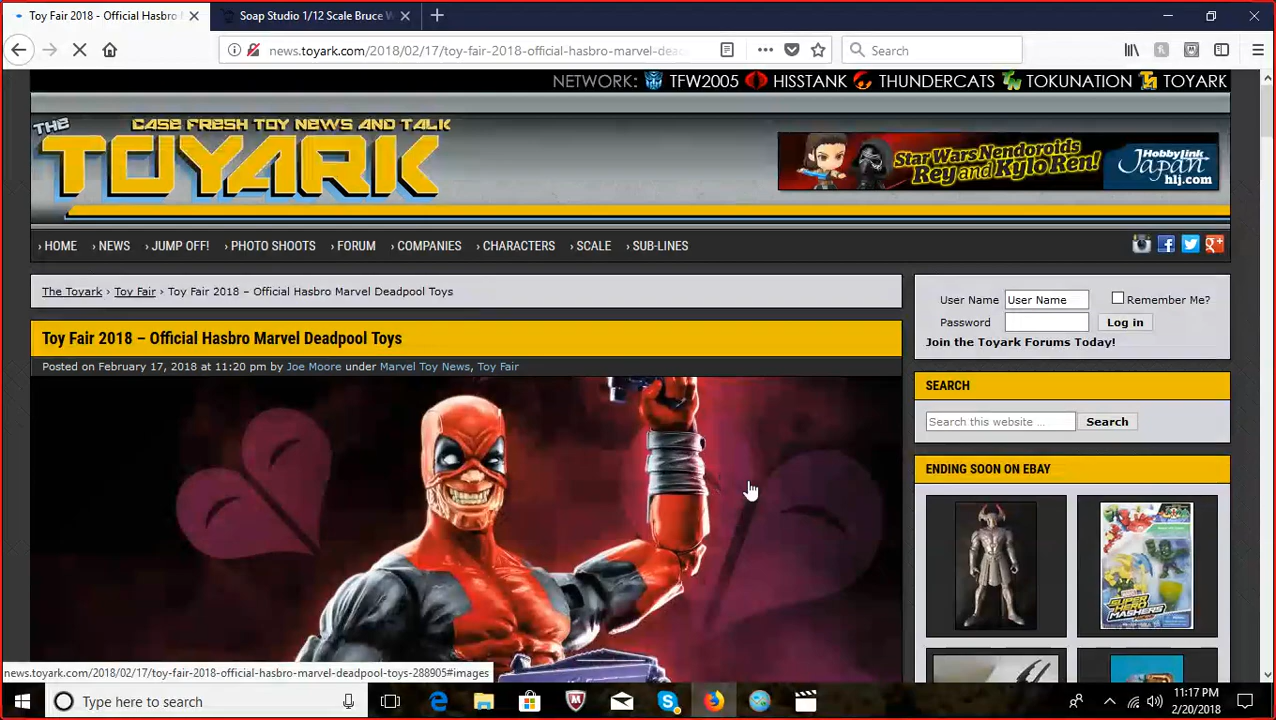 Toy Fair 2018 - Official Hasbro
Soap Studio 1/12 Scale Bruce W
news.toyark.com/2018/02/17/toy-fair-2018-official-hasbro-marvel-dead
Search
NETWORK: TFW2005 HISSTANK THUNDERCATS TOKUNATION TOYARK
CASE FRESH TOY NEWS AND TALK
THE TOYARK
Star Wars Nendoroids
Rey and Kylo Ren!
HobbyLink
Japan
hlj.com
› HOME › NEWS › JUMP OFF! › PHOTO SHOOTS › FORUM › COMPANIES › CHARACTERS › SCALE › SUB-LINES
The Toyark › Toy Fair › Toy Fair 2018 – Official Hasbro Marvel Deadpool Toys
Toy Fair 2018 – Official Hasbro Marvel Deadpool Toys
Posted on February 17, 2018 at 11:20 pm by Joe Moore under Marvel Toy News, Toy Fair
User Name User Name Remember Me?
Password Log in
Join the Toyark Forums Today!
SEARCH
Search this website … Search
ENDING SOON ON EBAY
SUPER HERO
MASHERS
news.toyark.com/2018/02/17/toy-fair-2018-official-hasbro-marvel-deadpool-toys-288905#images
Type here to search
11:17 PM
2/20/2018